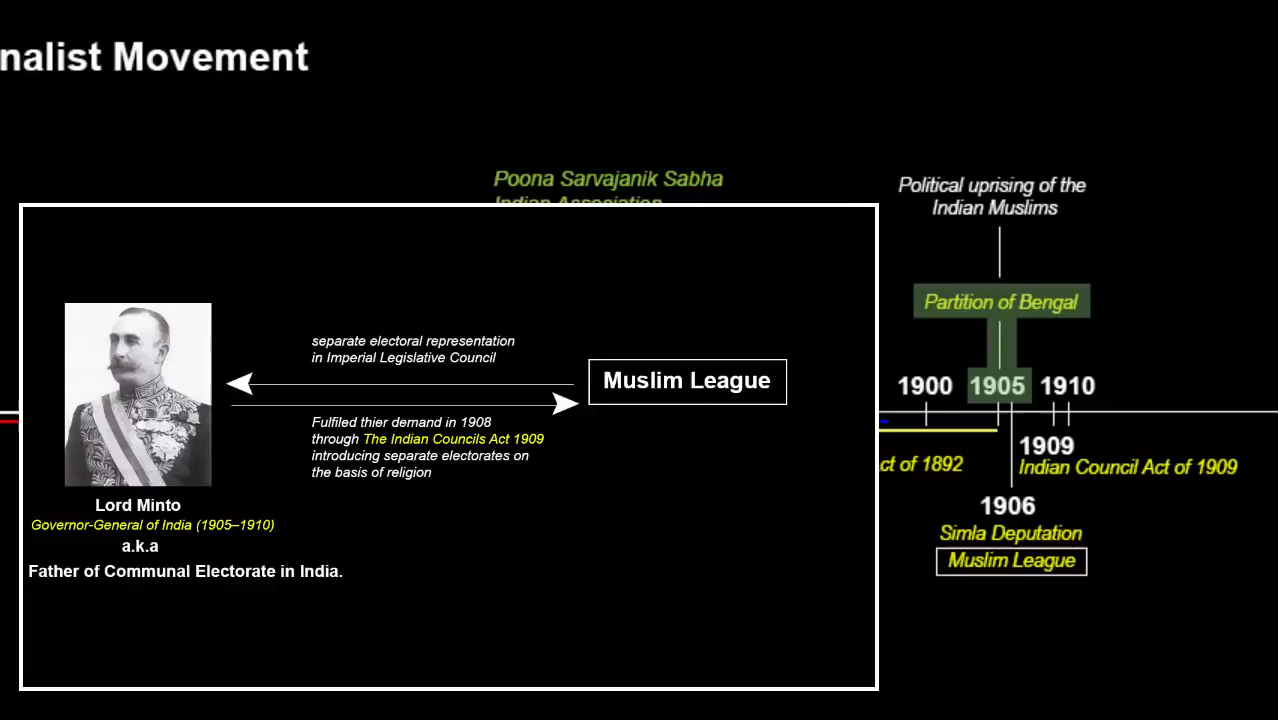 nalist Movement
Poona Sarvajanik Sabha
Indian Association
Political uprising of the
Indian Muslims
Partition of Bengal
1900
1905
1910
1909
ct of 1892
Indian Council Act of 1909
1906
Simla Deputation
Muslim League
separate electoral representation
in Imperial Legislative Council
Muslim League
Fulfiled thier demand in 1908
through The Indian Councils Act 1909
introducing separate electorates on
the basis of religion
Lord Minto
Governor-General of India (1905–1910)
a.k.a
Father of Communal Electorate in India.